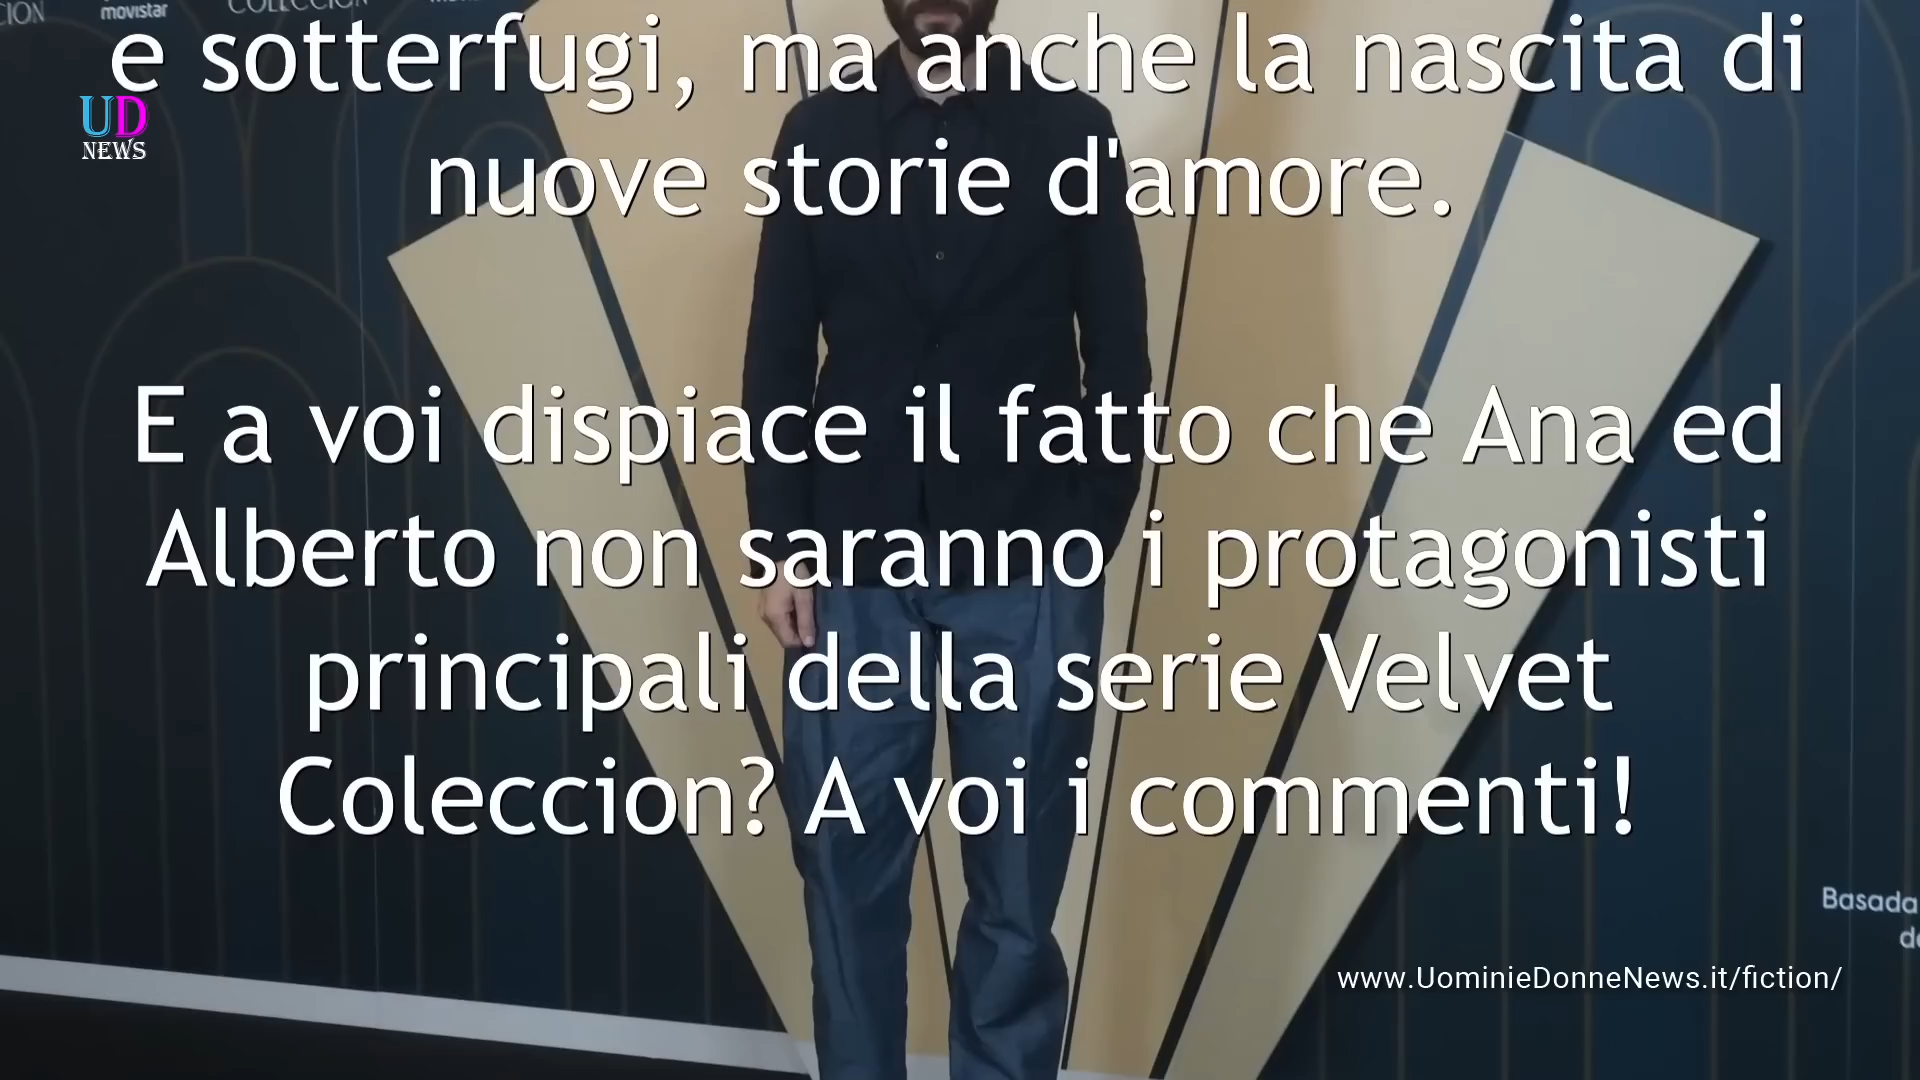 movistar
COLECCIÓN
e sotterfugi, ma anche la nascita di
UD
NEWS
nuove storie d'amore.
E a voi dispiace il fatto che Ana ed
Alberto non saranno i protagonisti
principali della serie Velvet
Coleccion? A voi i commenti!
Basada
www.UominieDonneNews.it/fiction/